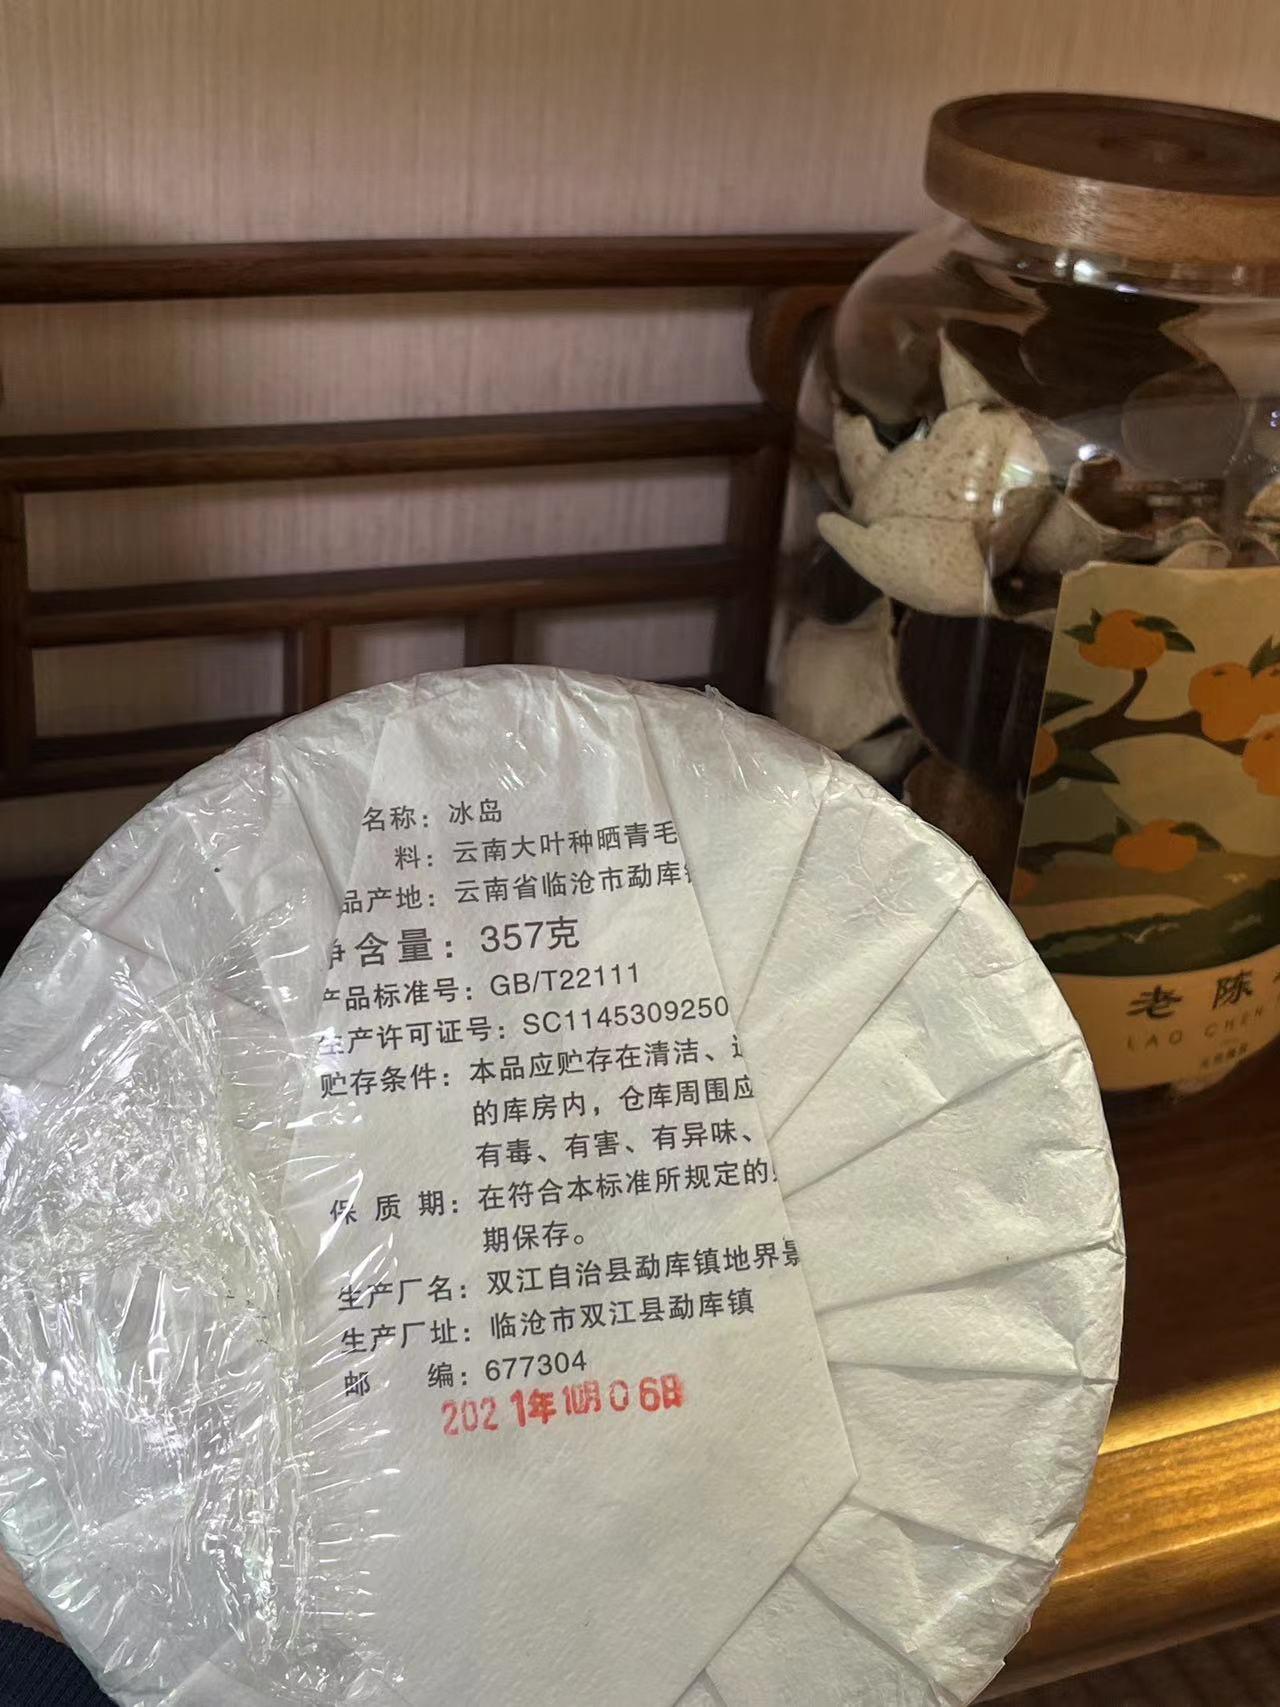 名称：冰岛
料：云南大叶种晒青毛
品产地：云南省临沧市勐库镇
净含量：357克
产品标准号：GB/T22111
生产许可证号：SC1145309250
贮存条件：本品应贮存在清洁、
的库房内，仓库周围应
有毒、有害、有异味、
保质期：在符合本标准所规定的
期保存。
生产厂名：双江自治县勐库镇地界
生产厂址：临沧市双江县勐库镇
邮编：677304
2021年10月06日
老陈
LAO CHEN